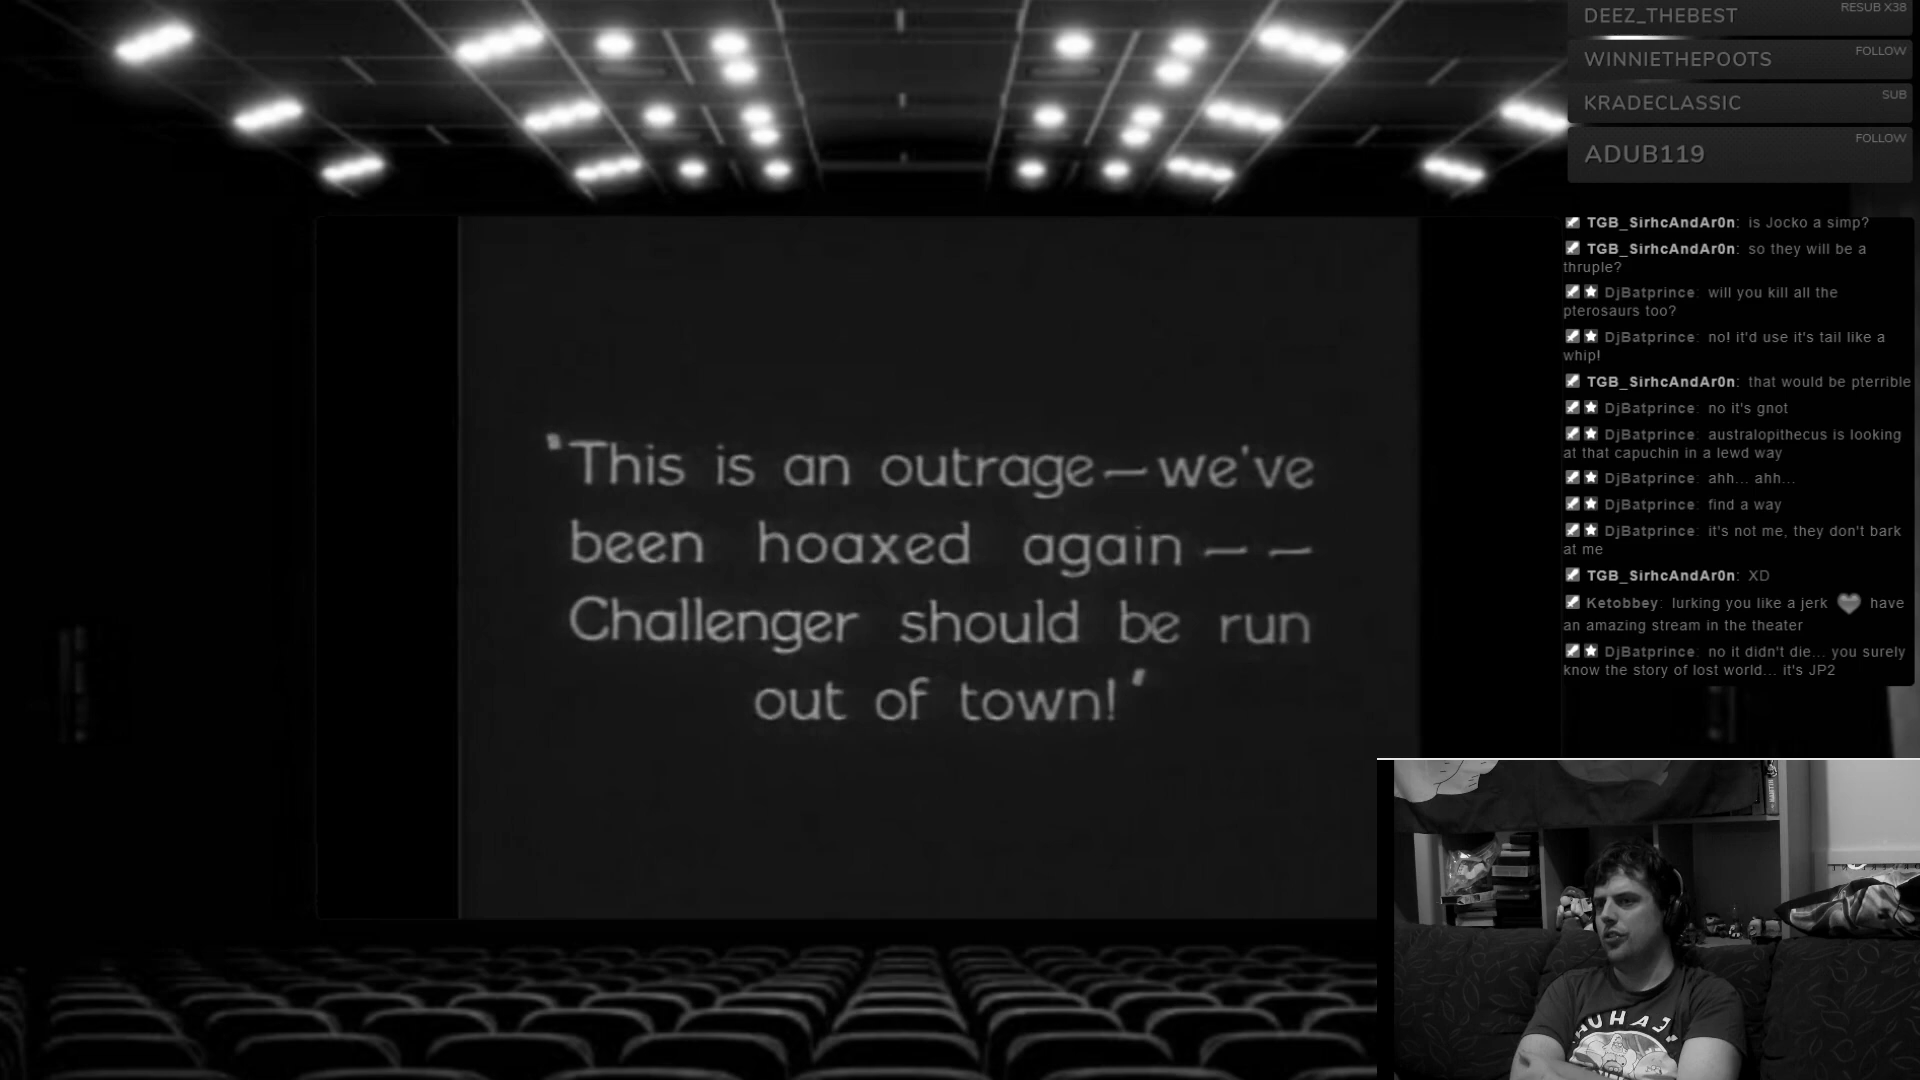 DEEZ_THEBEST RESUB X38
WINNIETHEPOOTS FOLLOW
KRADECLASSIC SUB
ADUB119 FOLLOW
"This is an outrage—we've
been hoaxed again — —
Challenger should be run
out of town!"
TGB_SirhcAndAr0n: is Jocko a simp?
TGB_SirhcAndAr0n: so they will be a
thruple?
DjBatprince: will you kill all the
pterosaurs too?
DjBatprince: no! it'd use it's tail like a
whip!
TGB_SirhcAndAr0n: that would be pterrible
DjBatprince: no it's gnot
DjBatprince: australopithecus is looking
at that capuchin in a lewd way
DjBatprince: ahh... ahh...
DjBatprince: find a way
DjBatprince: it's not me, they don't bark
at me
TGB_SirhcAndAr0n: XD
Ketobbey: lurking you like a jerk have
an amazing stream in the theater
DjBatprince: no it didn't die... you surely
know the story of lost world... it's JP2